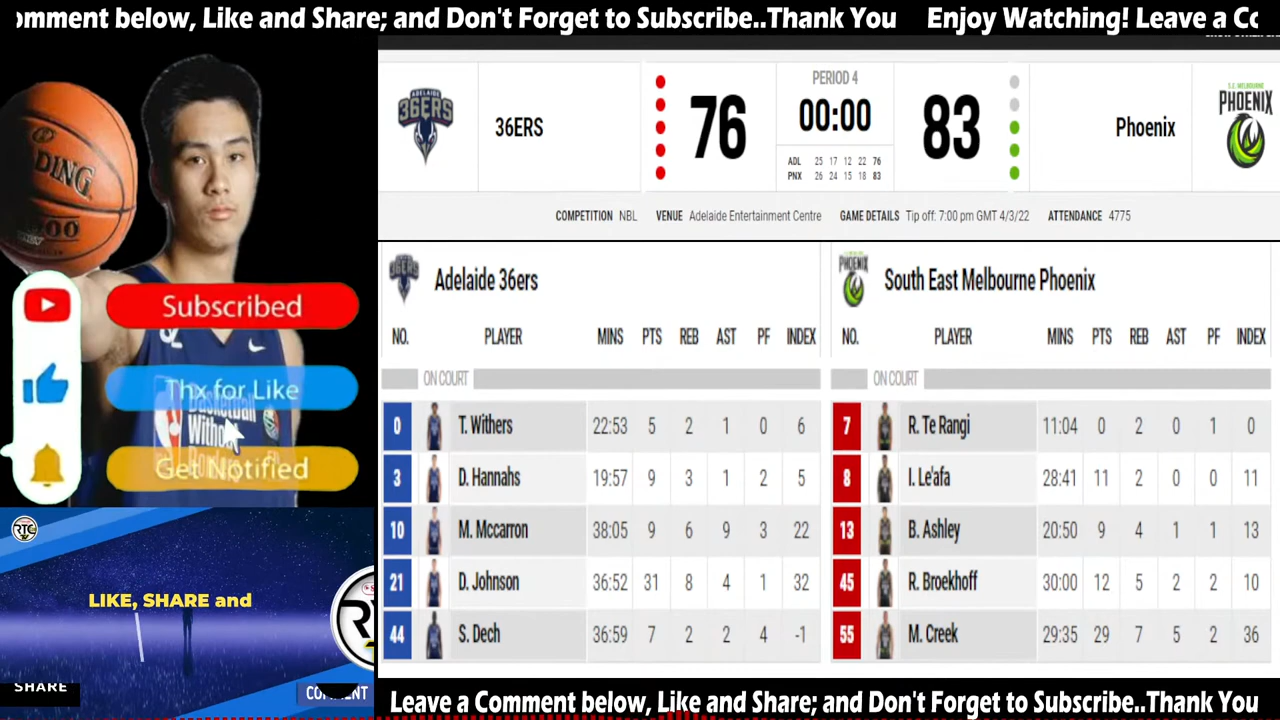 omment below, Like and Share; and Don't Forget to Subscribe..Thank You Enjoy Watching! Leave a Co
PERIOD 4
ADELAIDE 36ERS
36ERS
76
00:00
83
Phoenix
S.E. MELBOURNE PHOENIX
ADL 25 17 12 22 76
PNX 26 24 15 18 83
COMPETITION NBL VENUE Adelaide Entertainment Centre GAME DETAILS Tip off: 7:00 pm GMT 4/3/22 ATTENDANCE 4775
Adelaide 36ers
NO. PLAYER MINS PTS REB AST PF INDEX
ON COURT
0 T. Withers 22:53 5 2 1 0 6
3 D. Hannahs 19:57 9 3 1 2 5
10 M. Mccarron 38:05 9 6 9 3 22
21 D. Johnson 36:52 31 8 4 1 32
44 S. Dech 36:59 7 2 2 4 -1
South East Melbourne Phoenix
NO. PLAYER MINS PTS REB AST PF INDEX
ON COURT
7 R. Te Rangi 11:04 0 2 0 1 0
8 I. Le'afa 28:41 11 2 0 0 11
13 B. Ashley 20:50 9 4 1 1 13
45 R. Broekhoff 30:00 12 5 2 2 10
55 M. Creek 29:35 29 7 5 2 36
DING
Subscribed
Thx for Like
Basketball
Without
Get Notified
RTC
LIKE, SHARE and
SHARE
COMMENT
Leave a Comment below, Like and Share; and Don't Forget to Subscribe..Thank You